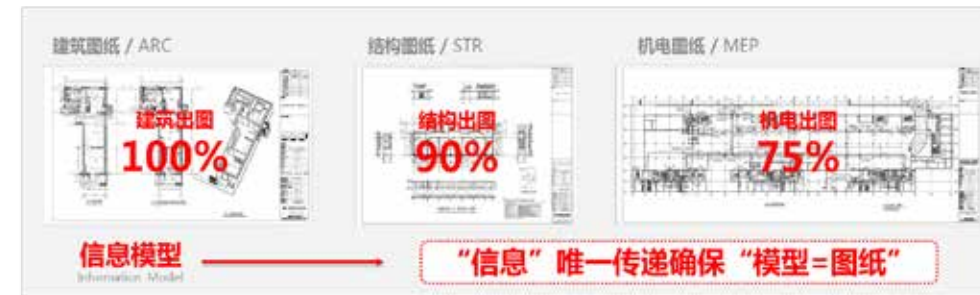 建筑图纸 / ARC
结构图纸 / STR
机电图纸 / MEP
建筑出图
100%
结构出图
90%
机电出图
75%
信息模型
Information Model
“信息”唯一传递确保“模型=图纸”